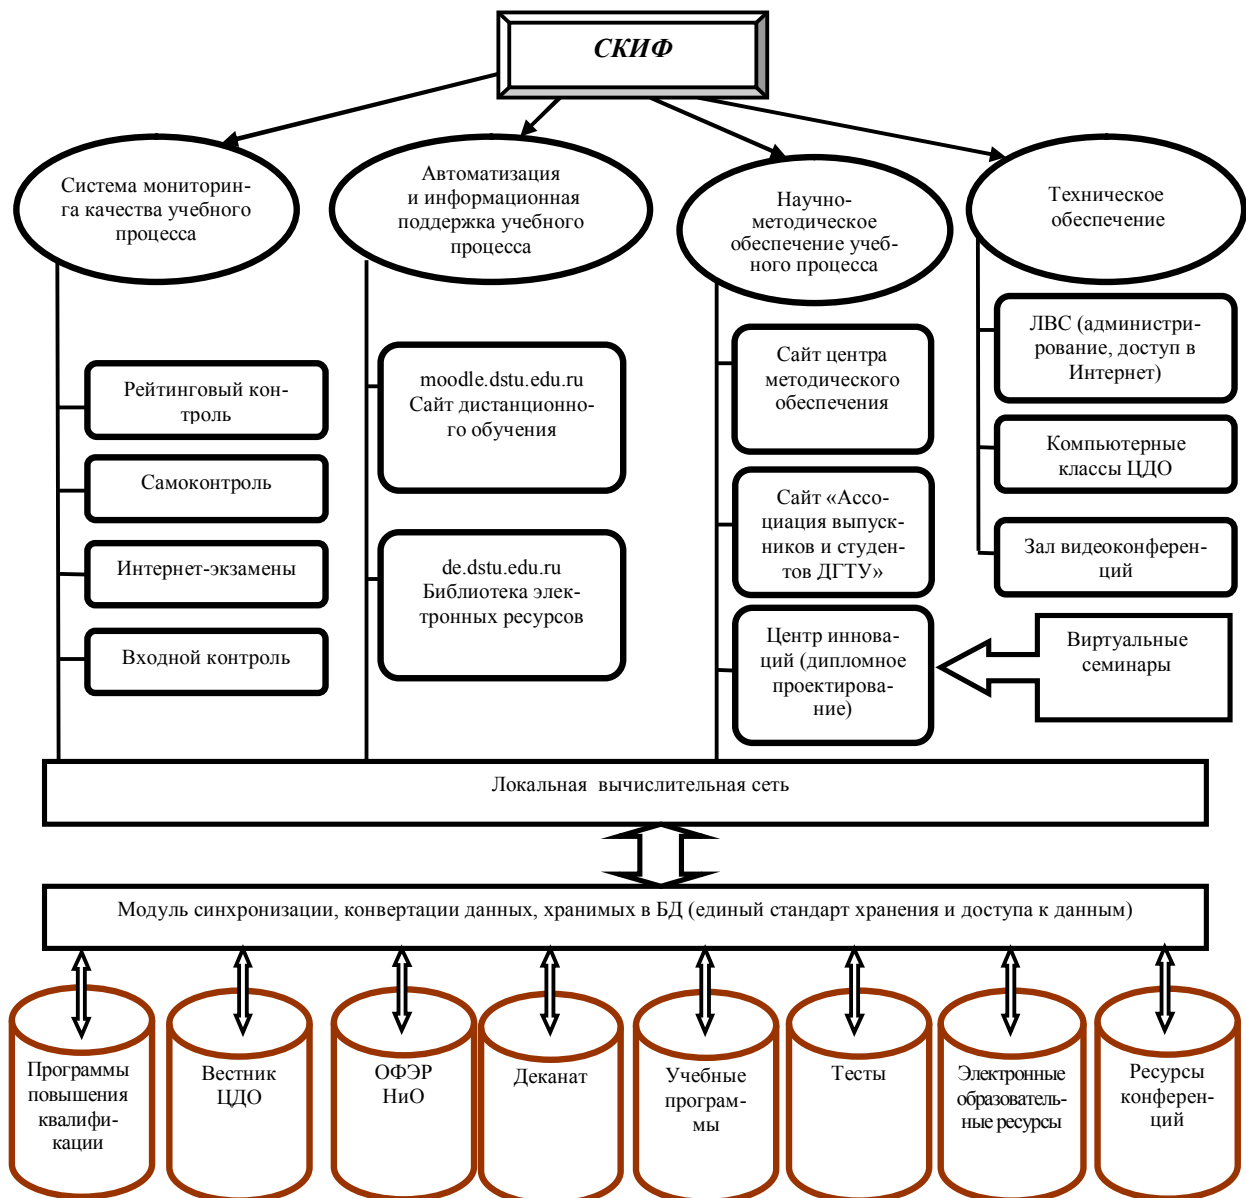 СКИФ
Система мониторин-
га качества учебного
процесса
Автоматизация
и информационная
поддержка учебного
процесса
Научно-
методическое
обеспечение учеб-
ного процесса
Техническое
обеспечение
Рейтинговый кон-
троль
Самоконтроль
Интернет-экзамены
Входной контроль
moodle.dstu.edu.ru
Сайт дистанционно-
го обучения
de.dstu.edu.ru
Библиотека элек-
тронных ресурсов
Сайт центра
методического
обеспечения
Сайт «Ассо-
циация выпуск-
ников и студен-
тов ДГТУ»
Центр иннова-
ций (дипломное
проектирова-
ние)
ЛВС (администри-
рование, доступ в
Интернет)
Компьютерные
классы ЦДО
Зал видеоконферен-
ций
Виртуальные
семинары
Локальная вычислительная сеть
Модуль синхронизации, конвертации данных, хранимых в БД (единый стандарт хранения и доступа к данным)
Программы
повышения
квалифи-
кации
Вестник
ЦДО
ОФЭР
НиО
Деканат
Учебные
програм-
мы
Тесты
Электронные
образователь-
ные ресурсы
Ресурсы
конферен-
ций